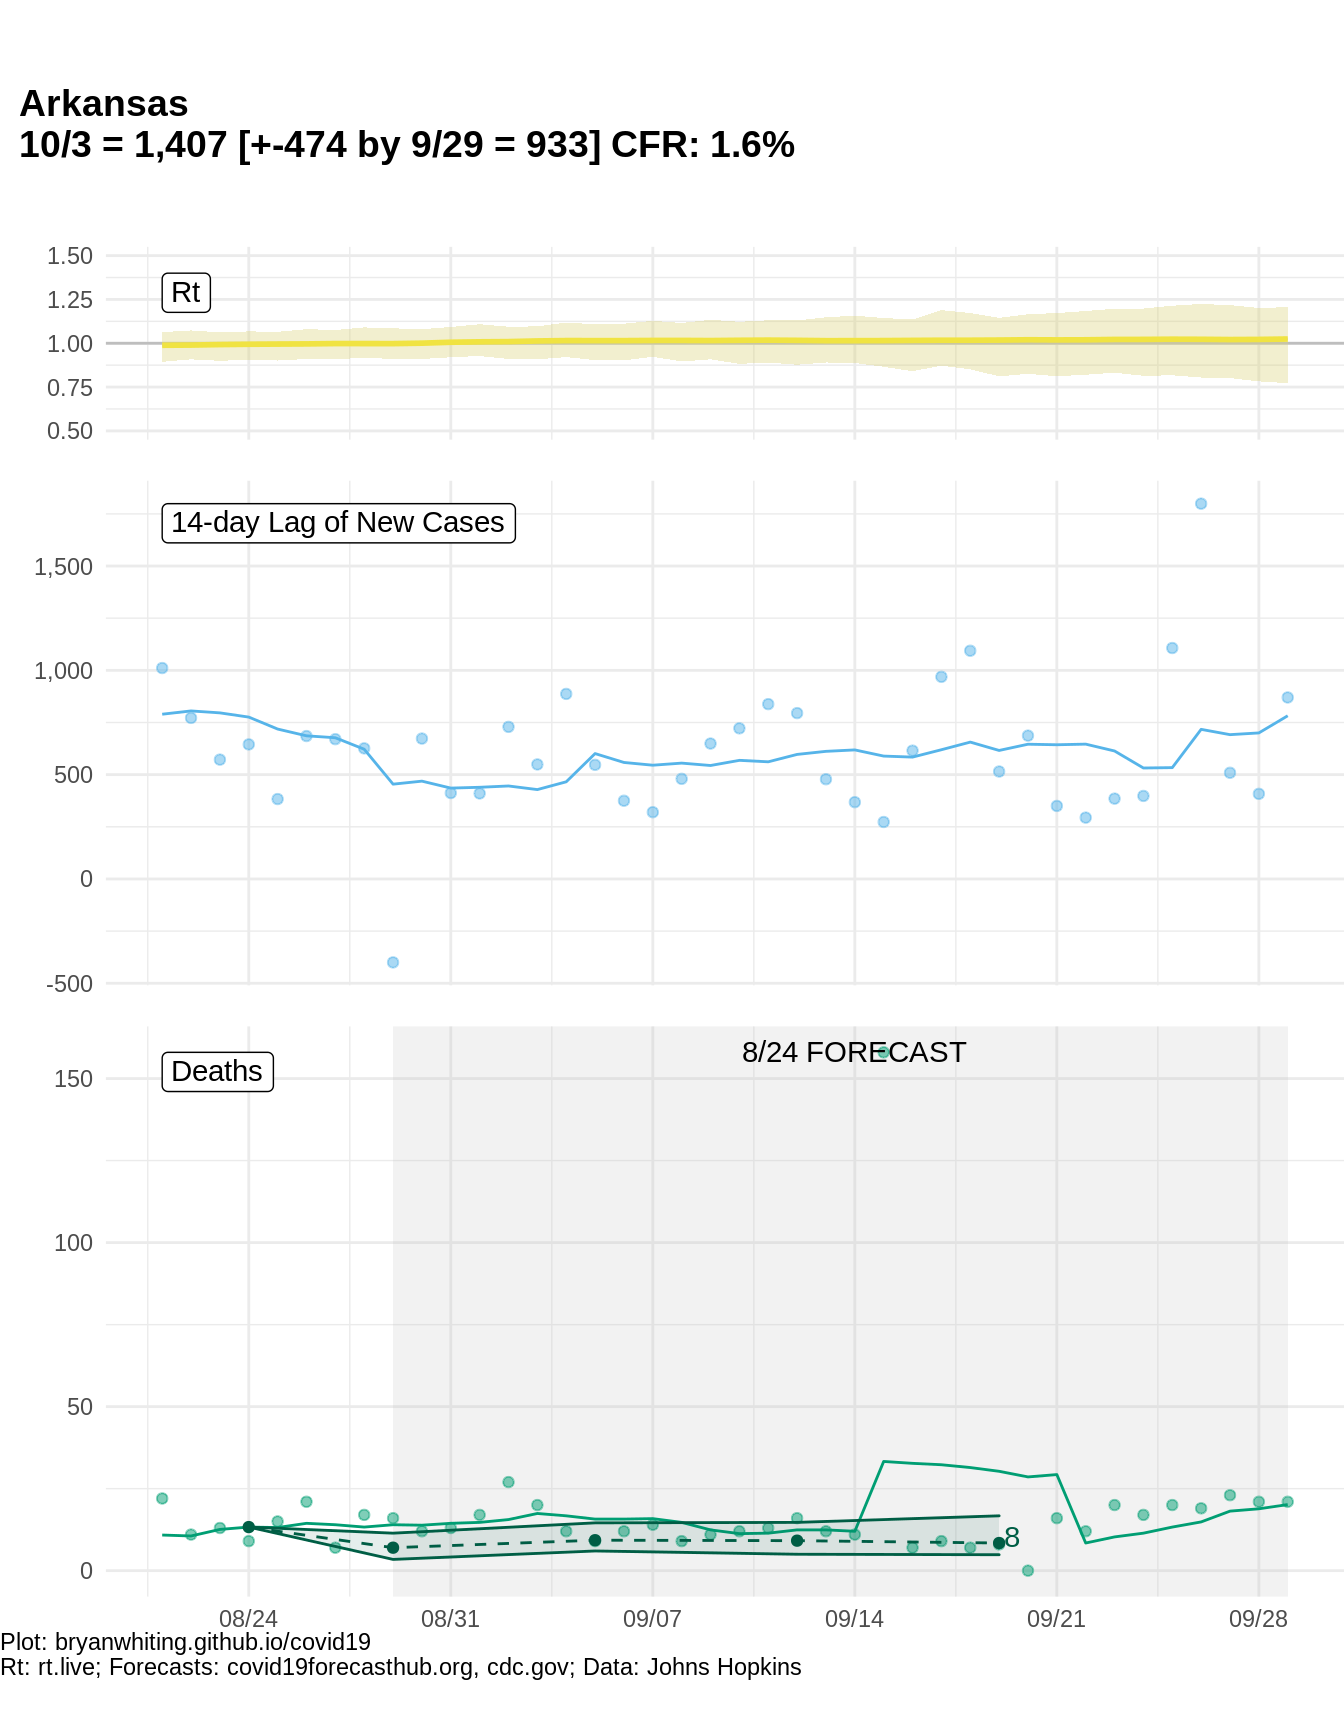 Arkansas
10/3 = 1,407 [+-474 by 9/29 = 933] CFR: 1.6%
1.50
Rt
1.25
1.00
0.75
0.50
14-day Lag of New Cases
1,500
1,000
500
0
-500
8/24 FORECAST
Deaths
150
100
50
8
0
08/24 08/31 09/07 09/14 09/21 09/28
Plot: bryanwhiting.github.io/covid19
Rt: rt.live; Forecasts: covid19forecasthub.org, cdc.gov; Data: Johns Hopkins